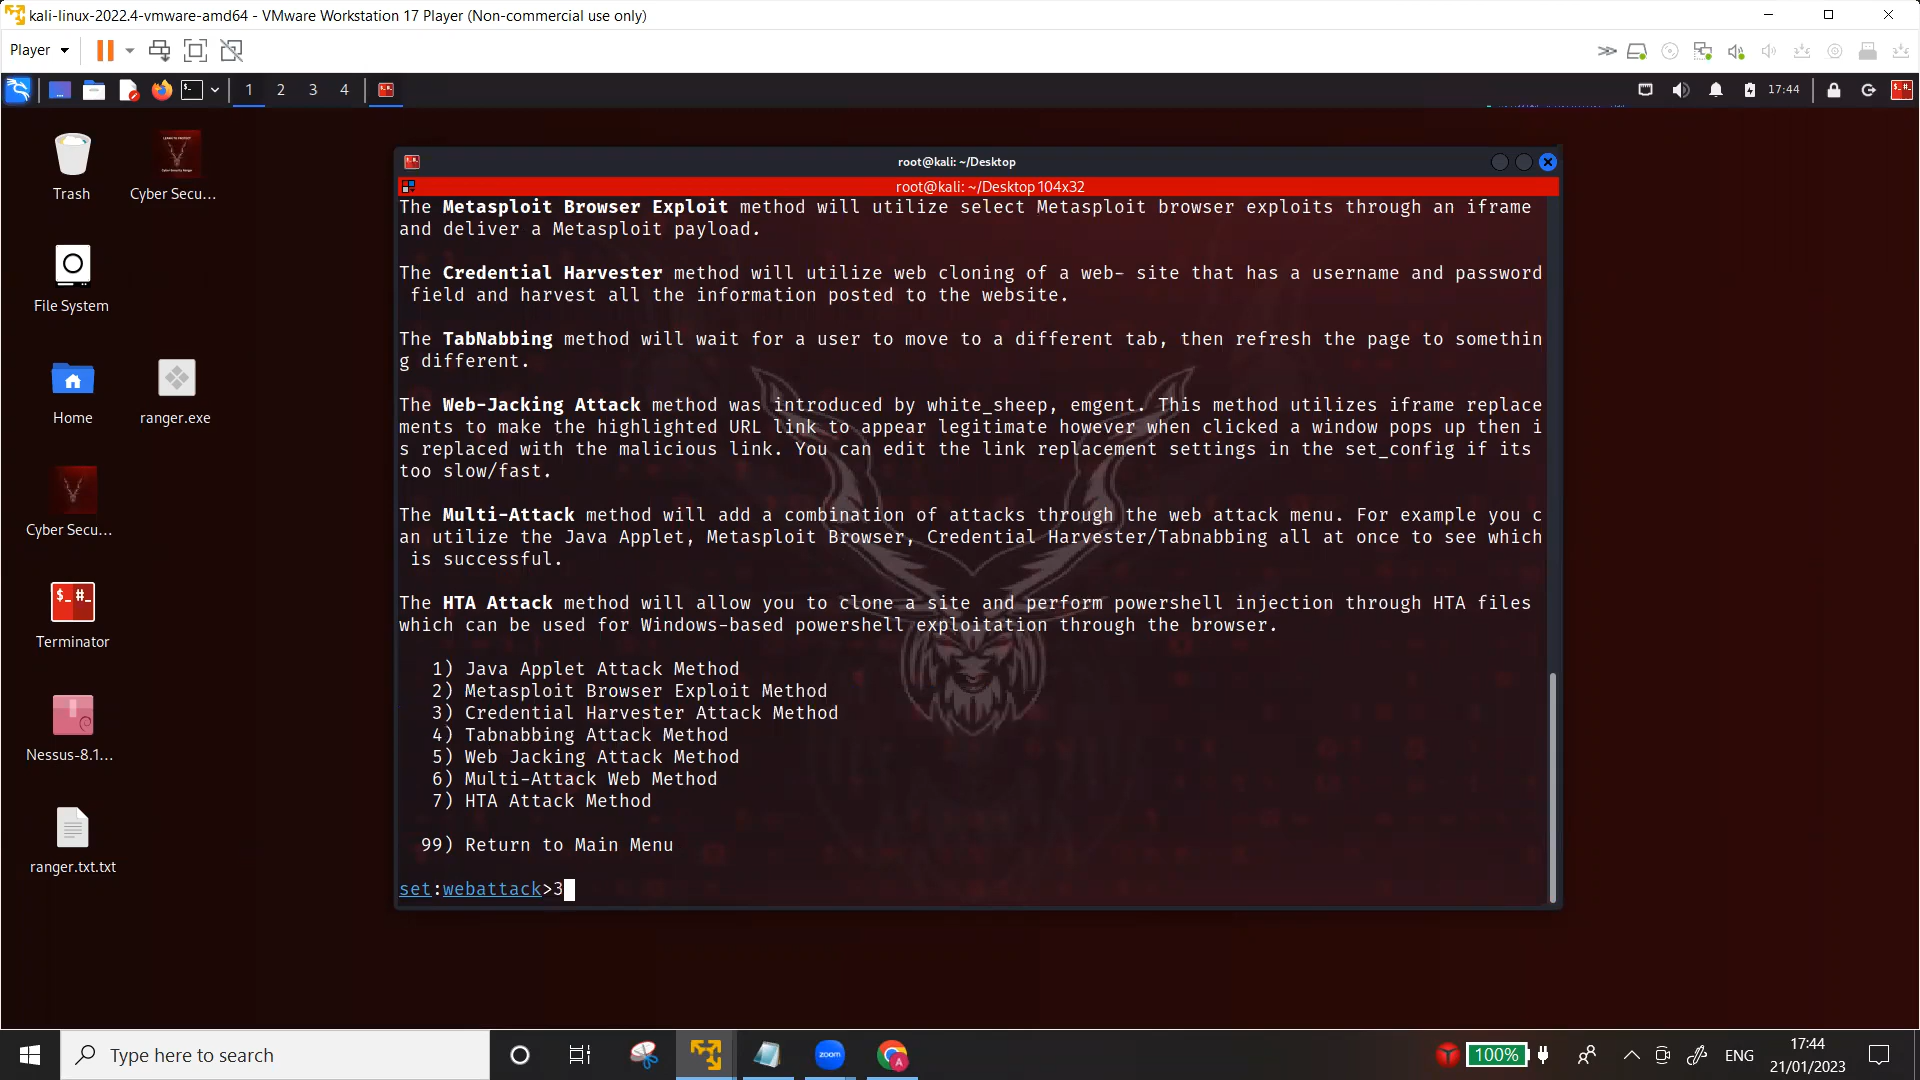 kali-linux-2022.4-vmware-amd64 - VMware Workstation 17 Player (Non-commercial use only)
Player
1 2 3 4
17:44
Trash
Cyber Secu...
File System
Home
ranger.exe
Cyber Secu...
Terminator
Nessus-8.1...
ranger.txt.txt
root@kali: ~/Desktop
root@kali: ~/Desktop 104x32
The Metasploit Browser Exploit method will utilize select Metasploit browser exploits through an iframe
and deliver a Metasploit payload.
The Credential Harvester method will utilize web cloning of a web- site that has a username and password
field and harvest all the information posted to the website.
The TabNabbing method will wait for a user to move to a different tab, then refresh the page to somethin
g different.
The Web-Jacking Attack method was introduced by white_sheep, emgent. This method utilizes iframe replace
ments to make the highlighted URL link to appear legitimate however when clicked a window pops up then i
s replaced with the malicious link. You can edit the link replacement settings in the set_config if its
too slow/fast.
The Multi-Attack method will add a combination of attacks through the web attack menu. For example you c
an utilize the Java Applet, Metasploit Browser, Credential Harvester/Tabnabbing all at once to see which
is successful.
The HTA Attack method will allow you to clone a site and perform powershell injection through HTA files
which can be used for Windows-based powershell exploitation through the browser.
1) Java Applet Attack Method
2) Metasploit Browser Exploit Method
3) Credential Harvester Attack Method
4) Tabnabbing Attack Method
5) Web Jacking Attack Method
6) Multi-Attack Web Method
7) HTA Attack Method
99) Return to Main Menu
set:webattack>3
Type here to search
zoom
100%
ENG
17:44
21/01/2023